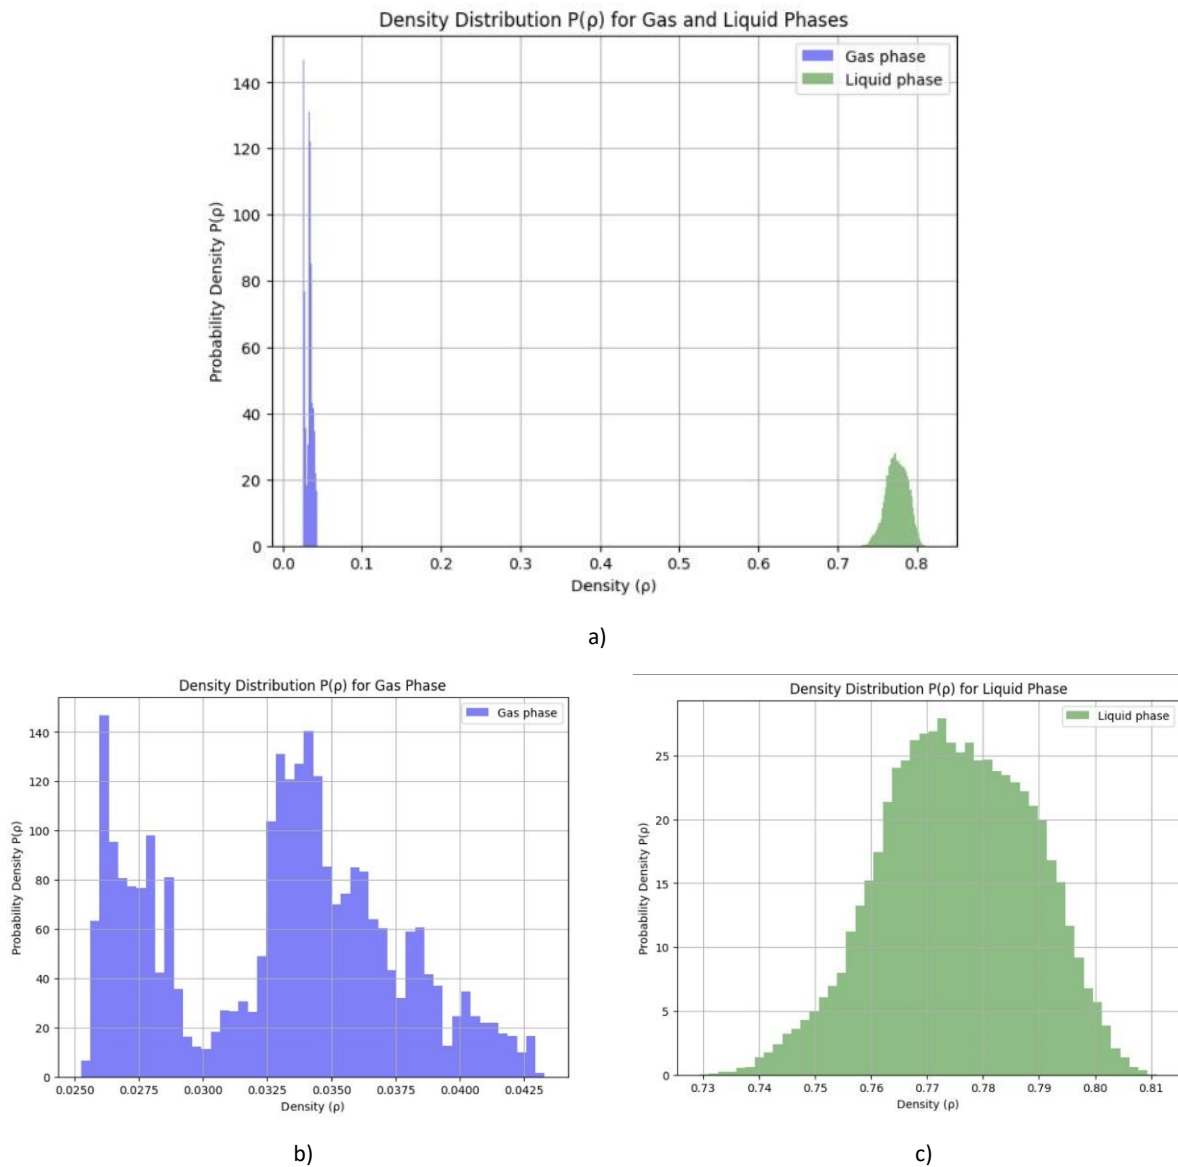 Density Distribution P(ρ) for Gas and Liquid Phases
Gas phase
Liquid phase
Probability Density P(ρ)
140
120
100
80
60
40
20
0
0.0 0.1 0.2 0.3 0.4 0.5 0.6 0.7 0.8
Density (ρ)
a)
Density Distribution P(ρ) for Gas Phase
Gas phase
Probability Density P(ρ)
140
120
100
80
60
40
20
0
0.0250 0.0275 0.0300 0.0325 0.0350 0.0375 0.0400 0.0425
Density (ρ)
b)
Density Distribution P(ρ) for Liquid Phase
Liquid phase
Probability Density P(ρ)
25
20
15
10
5
0
0.73 0.74 0.75 0.76 0.77 0.78 0.79 0.80 0.81
Density (ρ)
c)